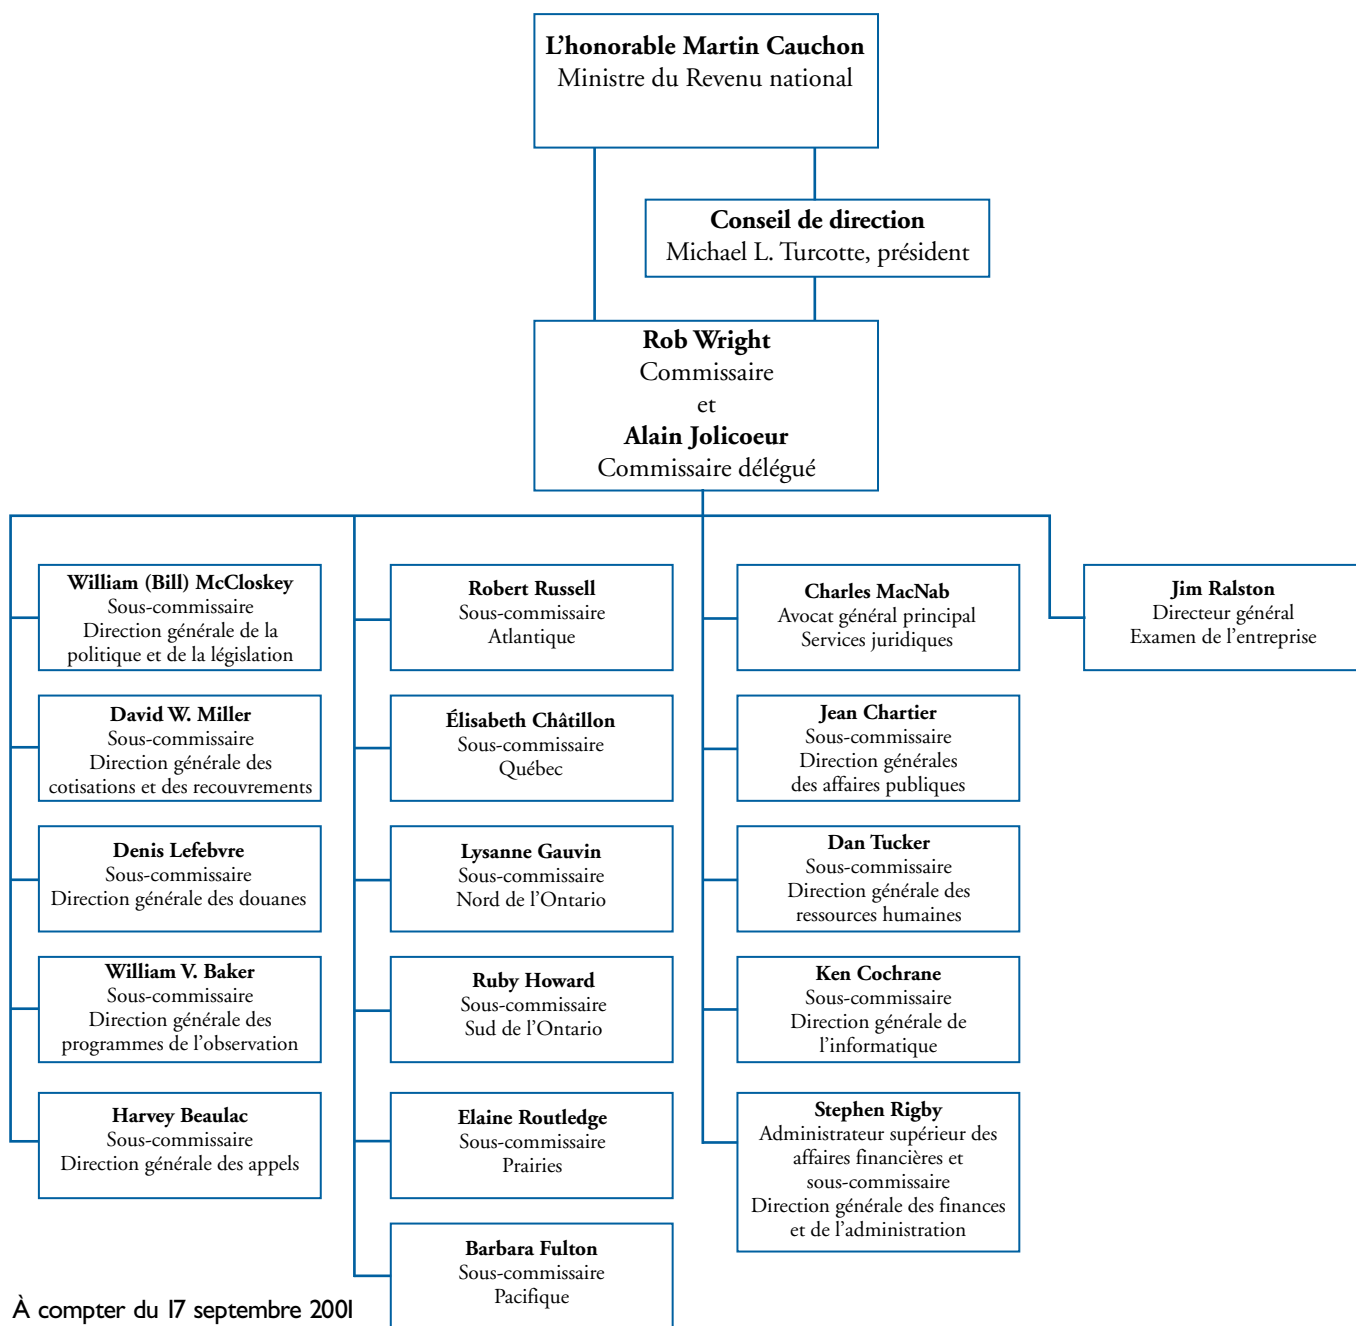 L'honorable Martin Cauchon
Ministre du Revenu national
Conseil de direction
Michael L. Turcotte, président
Rob Wright
Commissaire
et
Alain Jolicoeur
Commissaire délégué
William (Bill) McCloskey
Sous-commissaire
Direction générale de la
politique et de la législation
David W. Miller
Sous-commissaire
Direction générale des
cotisations et des recouvrements
Denis Lefebvre
Sous-commissaire
Direction générale des douanes
William V. Baker
Sous-commissaire
Direction générale des
programmes de l'observation
Harvey Beaulac
Sous-commissaire
Direction générale des appels
Robert Russell
Sous-commissaire
Atlantique
Élisabeth Châtillon
Sous-commissaire
Québec
Lysanne Gauvin
Sous-commissaire
Nord de l'Ontario
Ruby Howard
Sous-commissaire
Sud de l'Ontario
Elaine Routledge
Sous-commissaire
Prairies
Barbara Fulton
Sous-commissaire
Pacifique
Charles MacNab
Avocat général principal
Services juridiques
Jean Chartier
Sous-commissaire
Direction générales
des affaires publiques
Dan Tucker
Sous-commissaire
Direction générale des
ressources humaines
Ken Cochrane
Sous-commissaire
Direction générale de
l'informatique
Stephen Rigby
Administrateur supérieur des
affaires financières et
sous-commissaire
Direction générale des finances
et de l'administration
Jim Ralston
Directeur général
Examen de l'entreprise
À compter du 17 septembre 2001